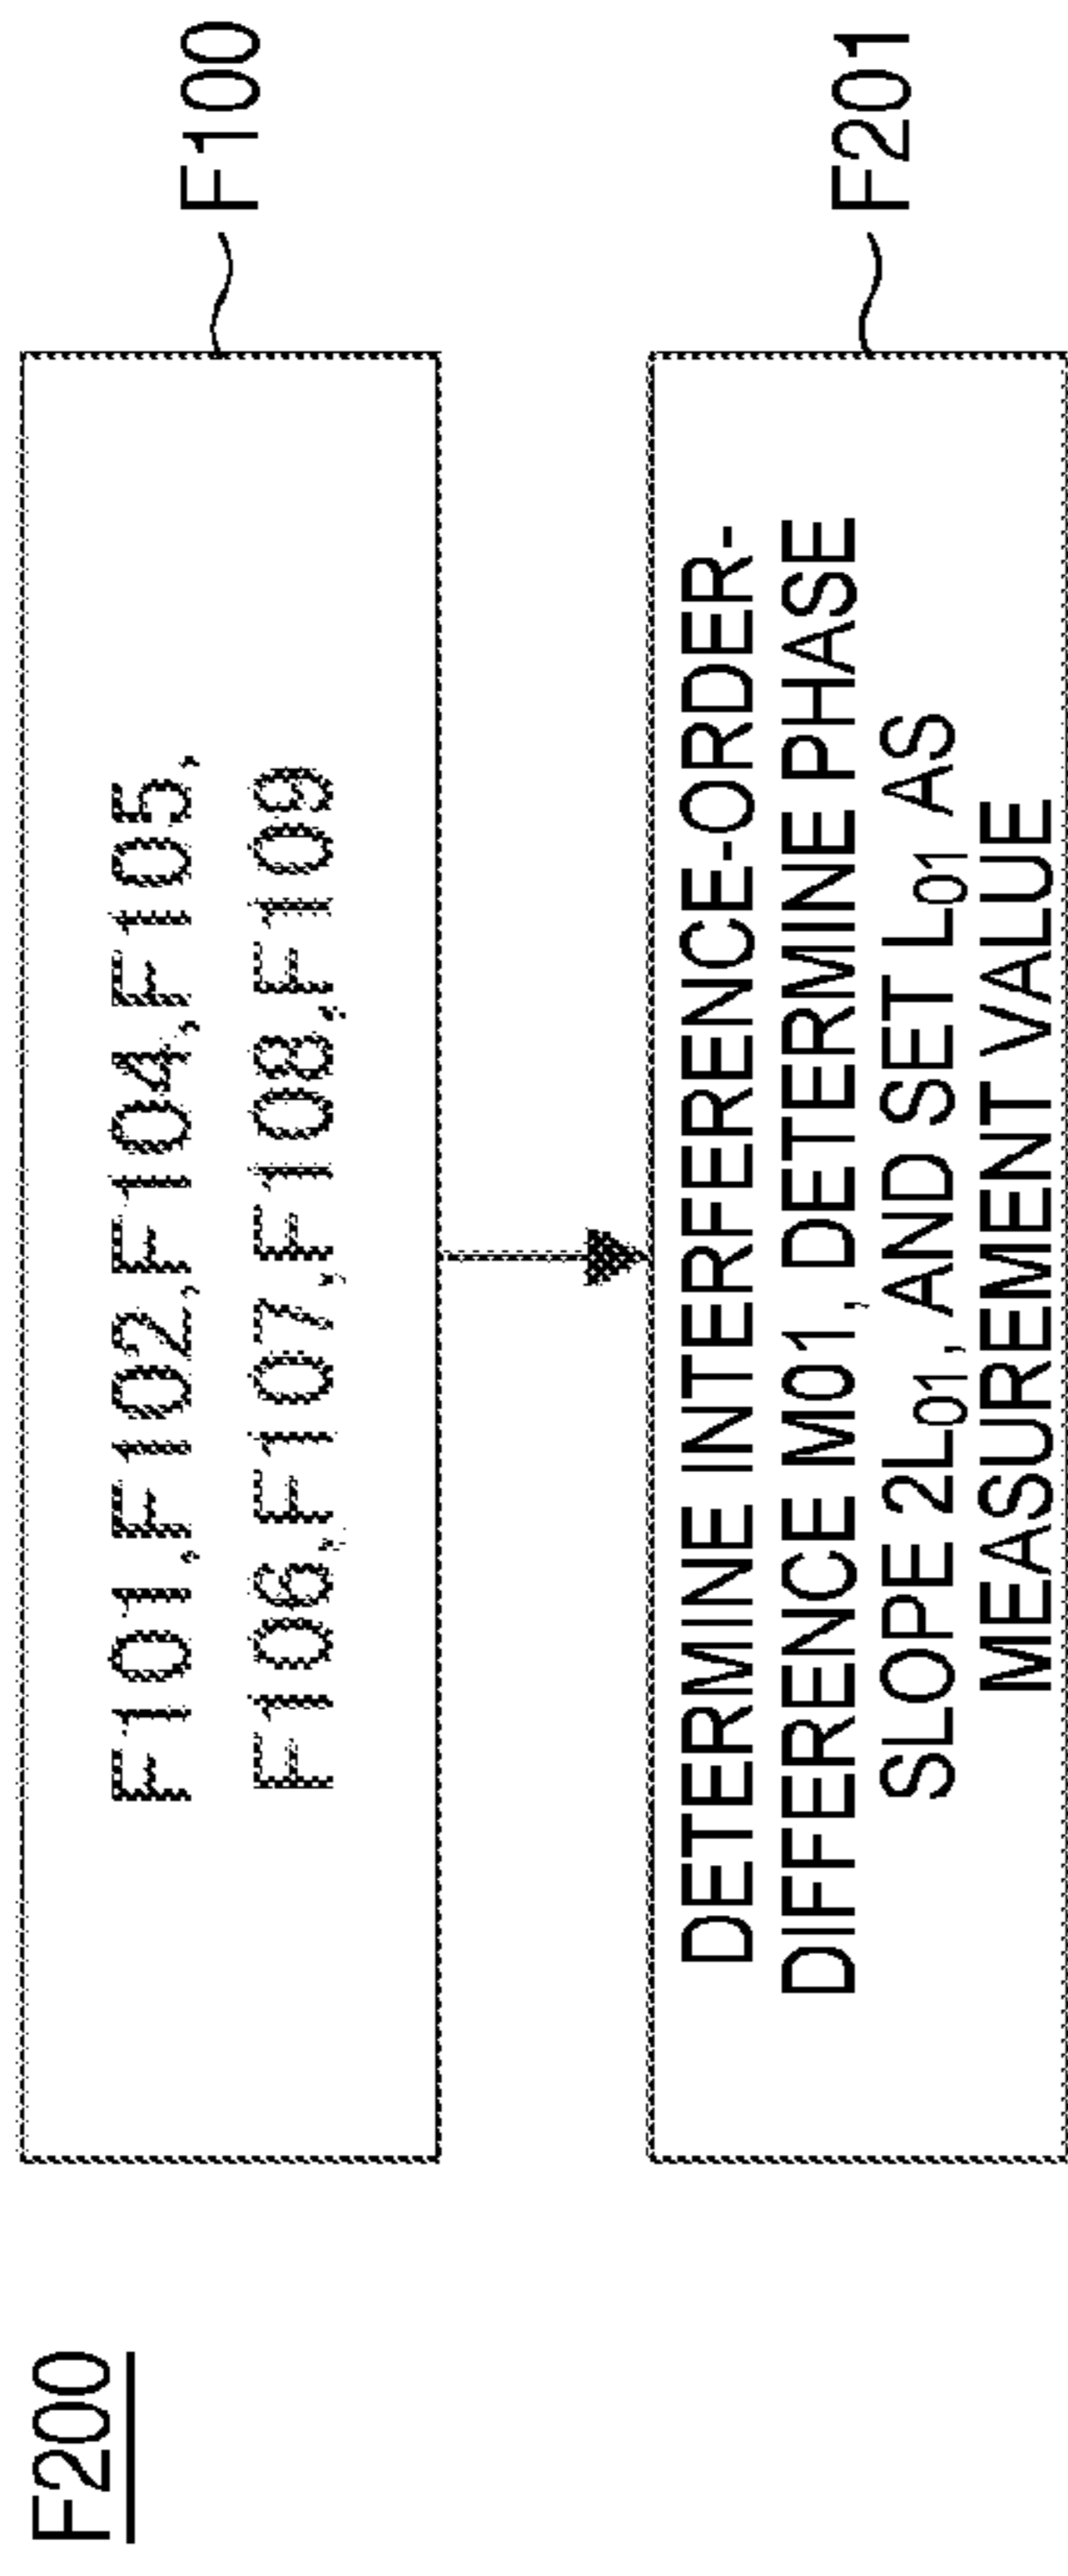 F200
F100
F101,F102,F104,F105,
F106,F107,F108,F109
F201
DETERMINE INTERFERENCE-ORDER-
DIFFERENCE M01, DETERMINE PHASE
SLOPE 2L01, AND SET L01 AS
MEASUREMENT VALUE